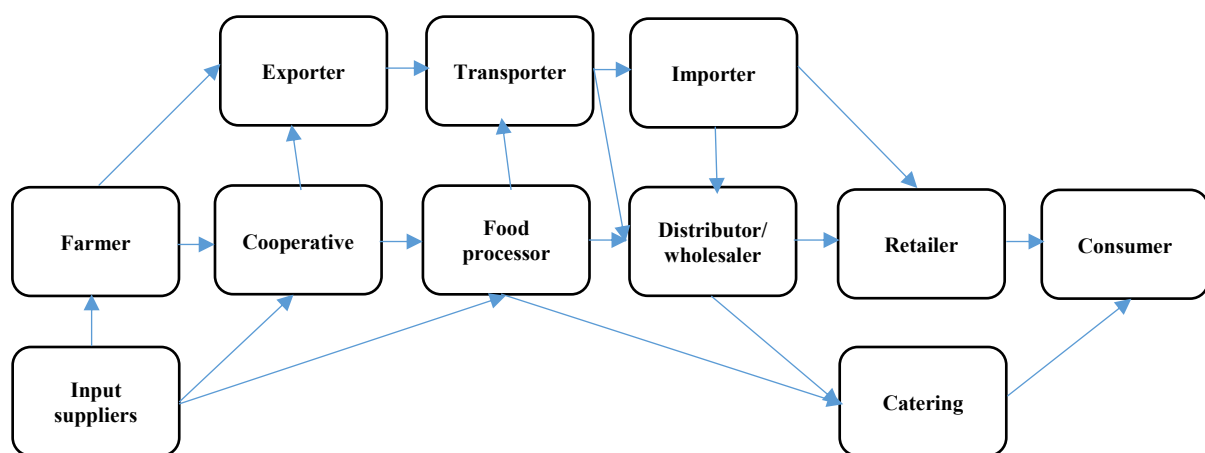 Exporter
Transporter
Importer
Farmer
Cooperative
Food
processor
Distributor/
wholesaler
Retailer
Consumer
Input
suppliers
Catering